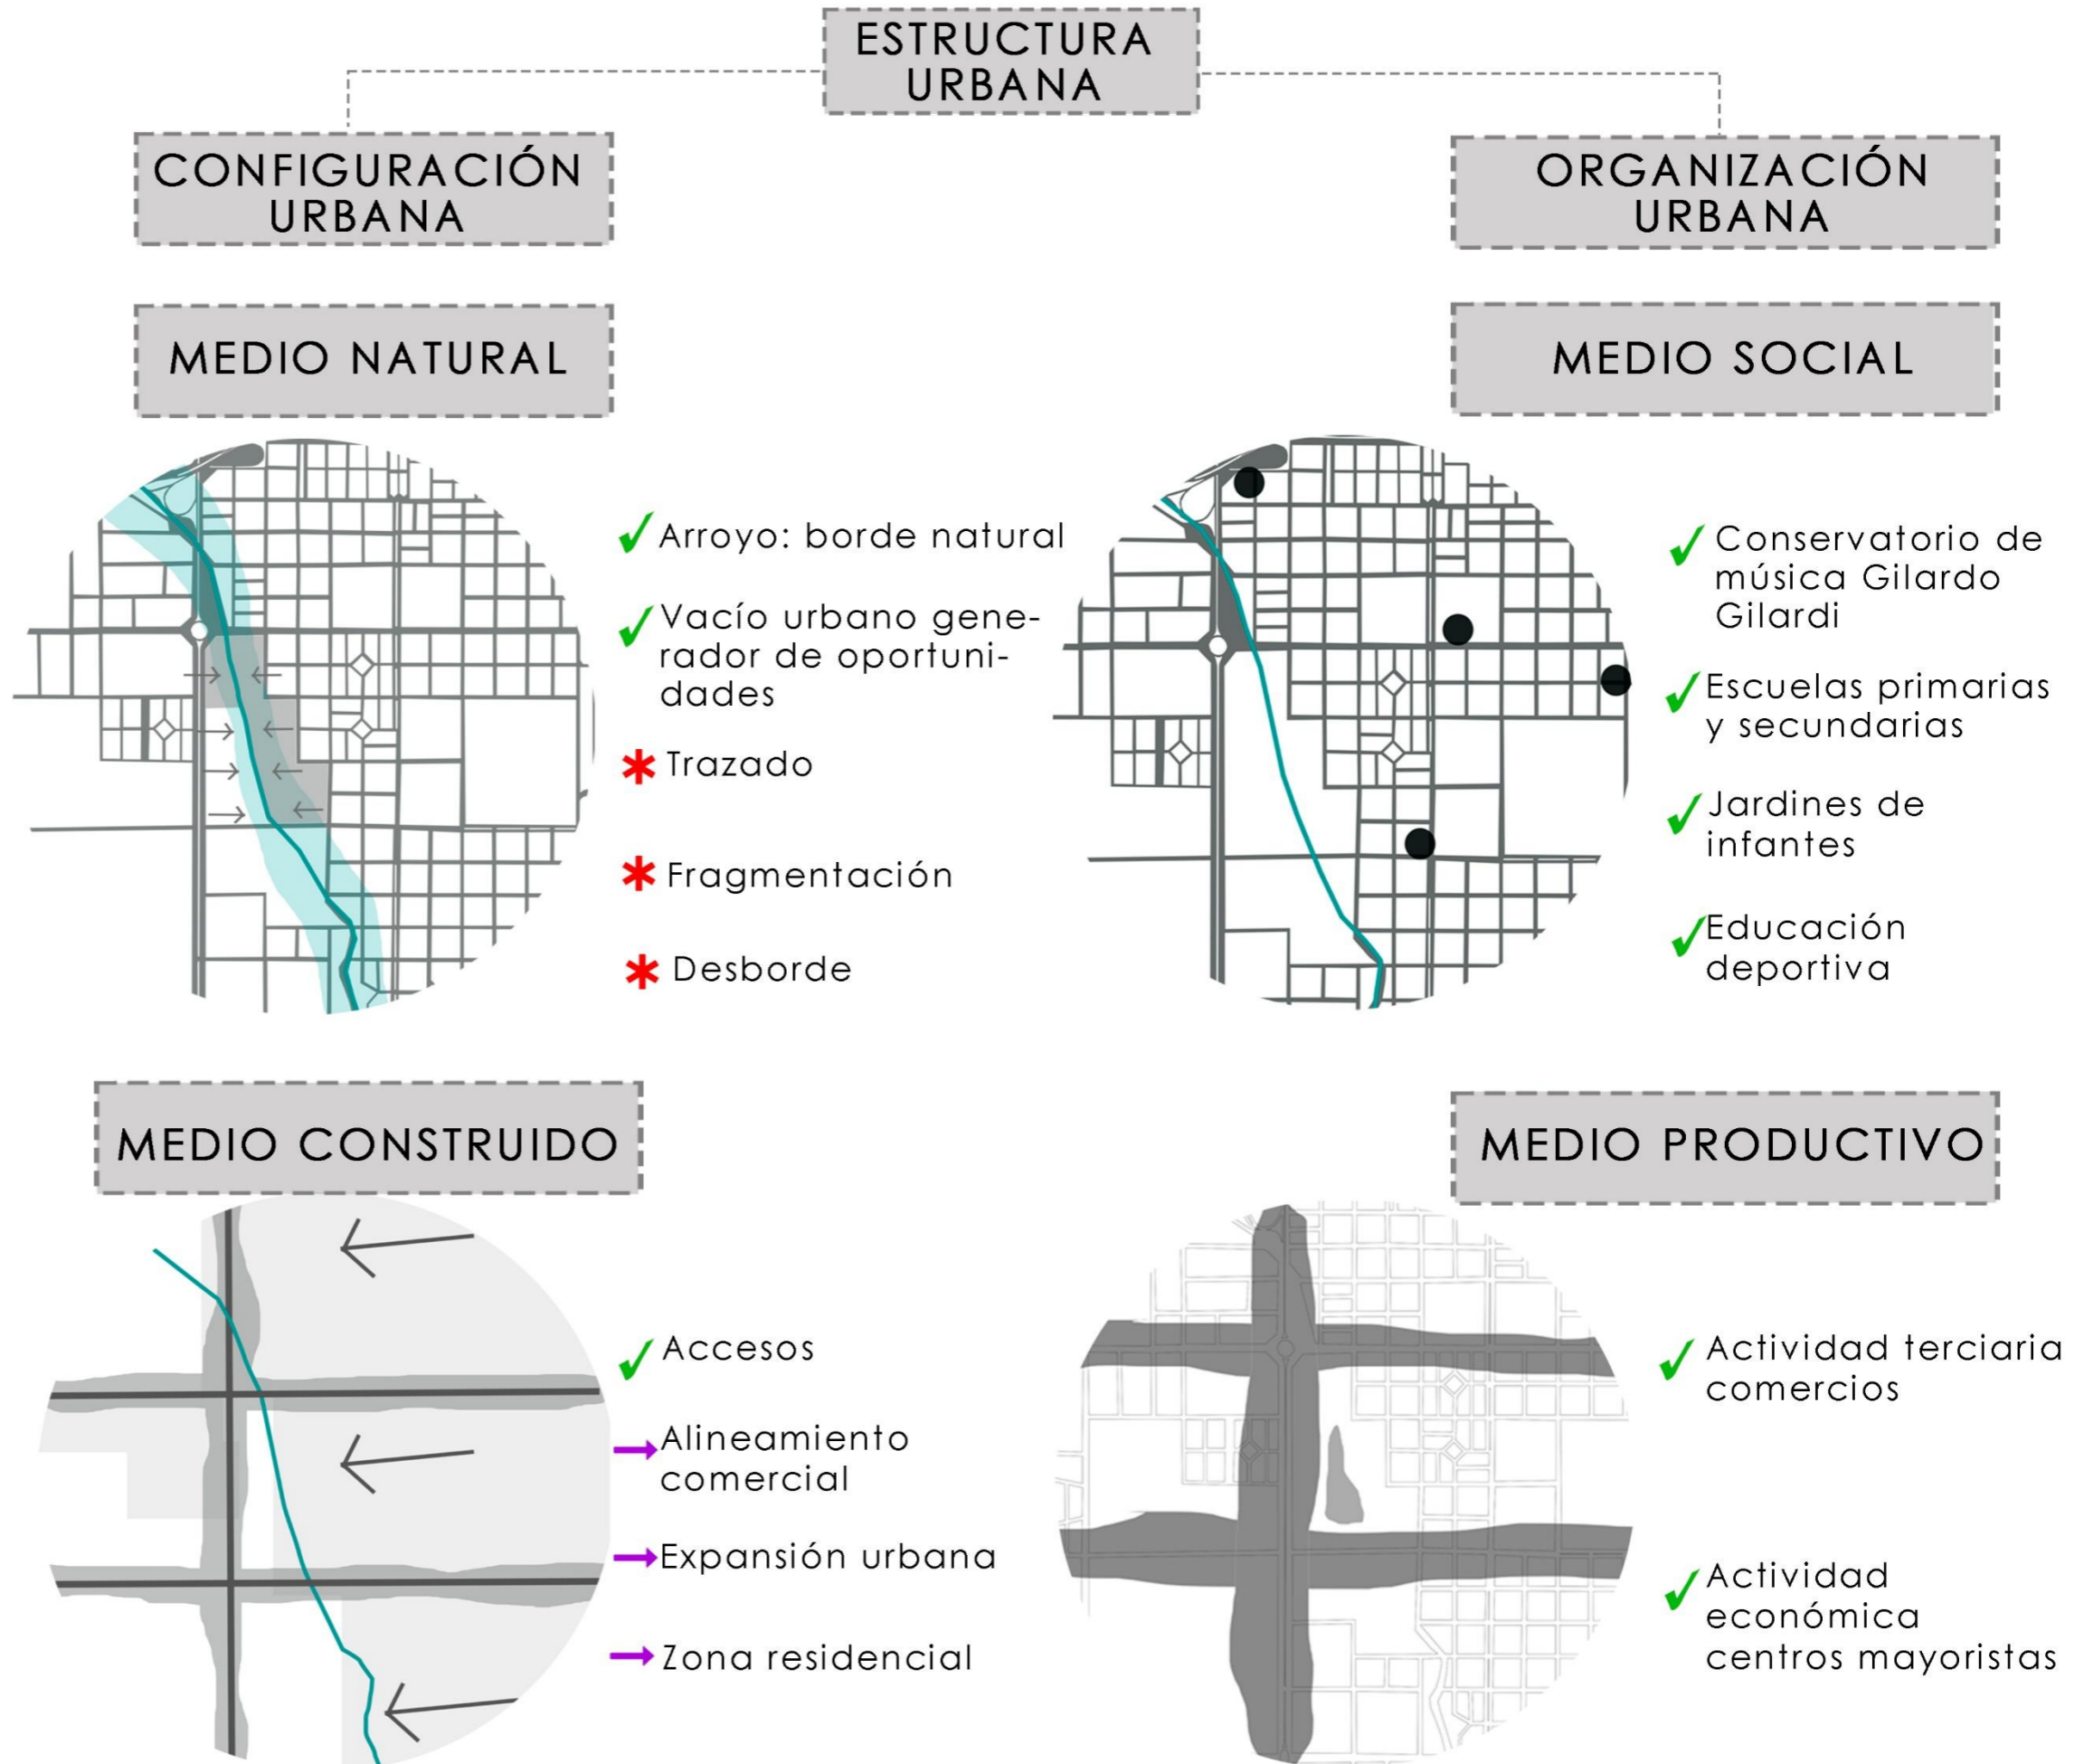 ESTRUCTURA
URBANA
CONFIGURACIÓN
URBANA
ORGANIZACIÓN
URBANA
MEDIO NATURAL
Arroyo: borde natural
Vacío urbano gene-
rador de oportuni-
dades
Trazado
Fragmentación
Desborde
MEDIO SOCIAL
Conservatorio de
música Gilardo
Gilardi
Escuelas primarias
y secundarias
Jardines de
infantes
Educación
deportiva
MEDIO CONSTRUIDO
Accesos
Alineamiento
comercial
Expansión urbana
Zona residencial
MEDIO PRODUCTIVO
Actividad terciaria
comercios
Actividad
económica
centros mayoristas